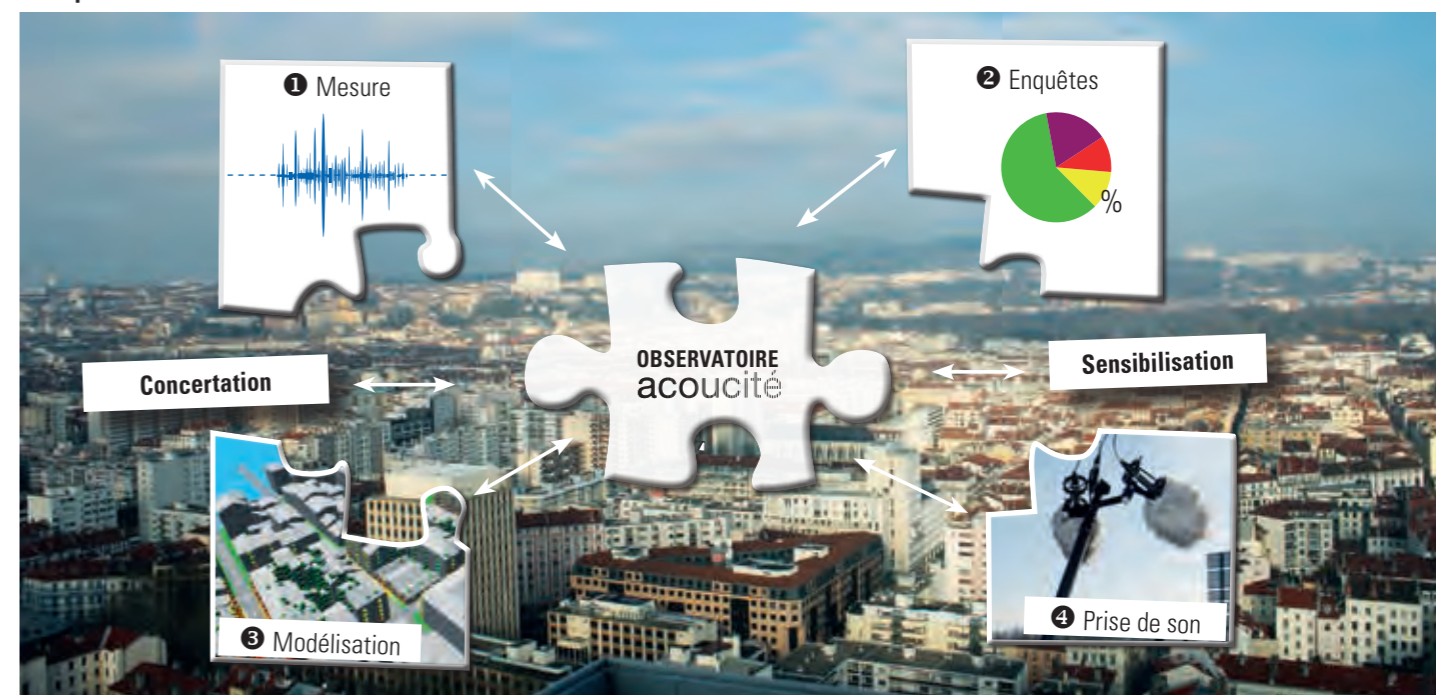 ❶ Mesure
❷ Enquêtes
%
OBSERVATOIRE
acoucité
Concertation
Sensibilisation
❸ Modélisation
❹ Prise de son